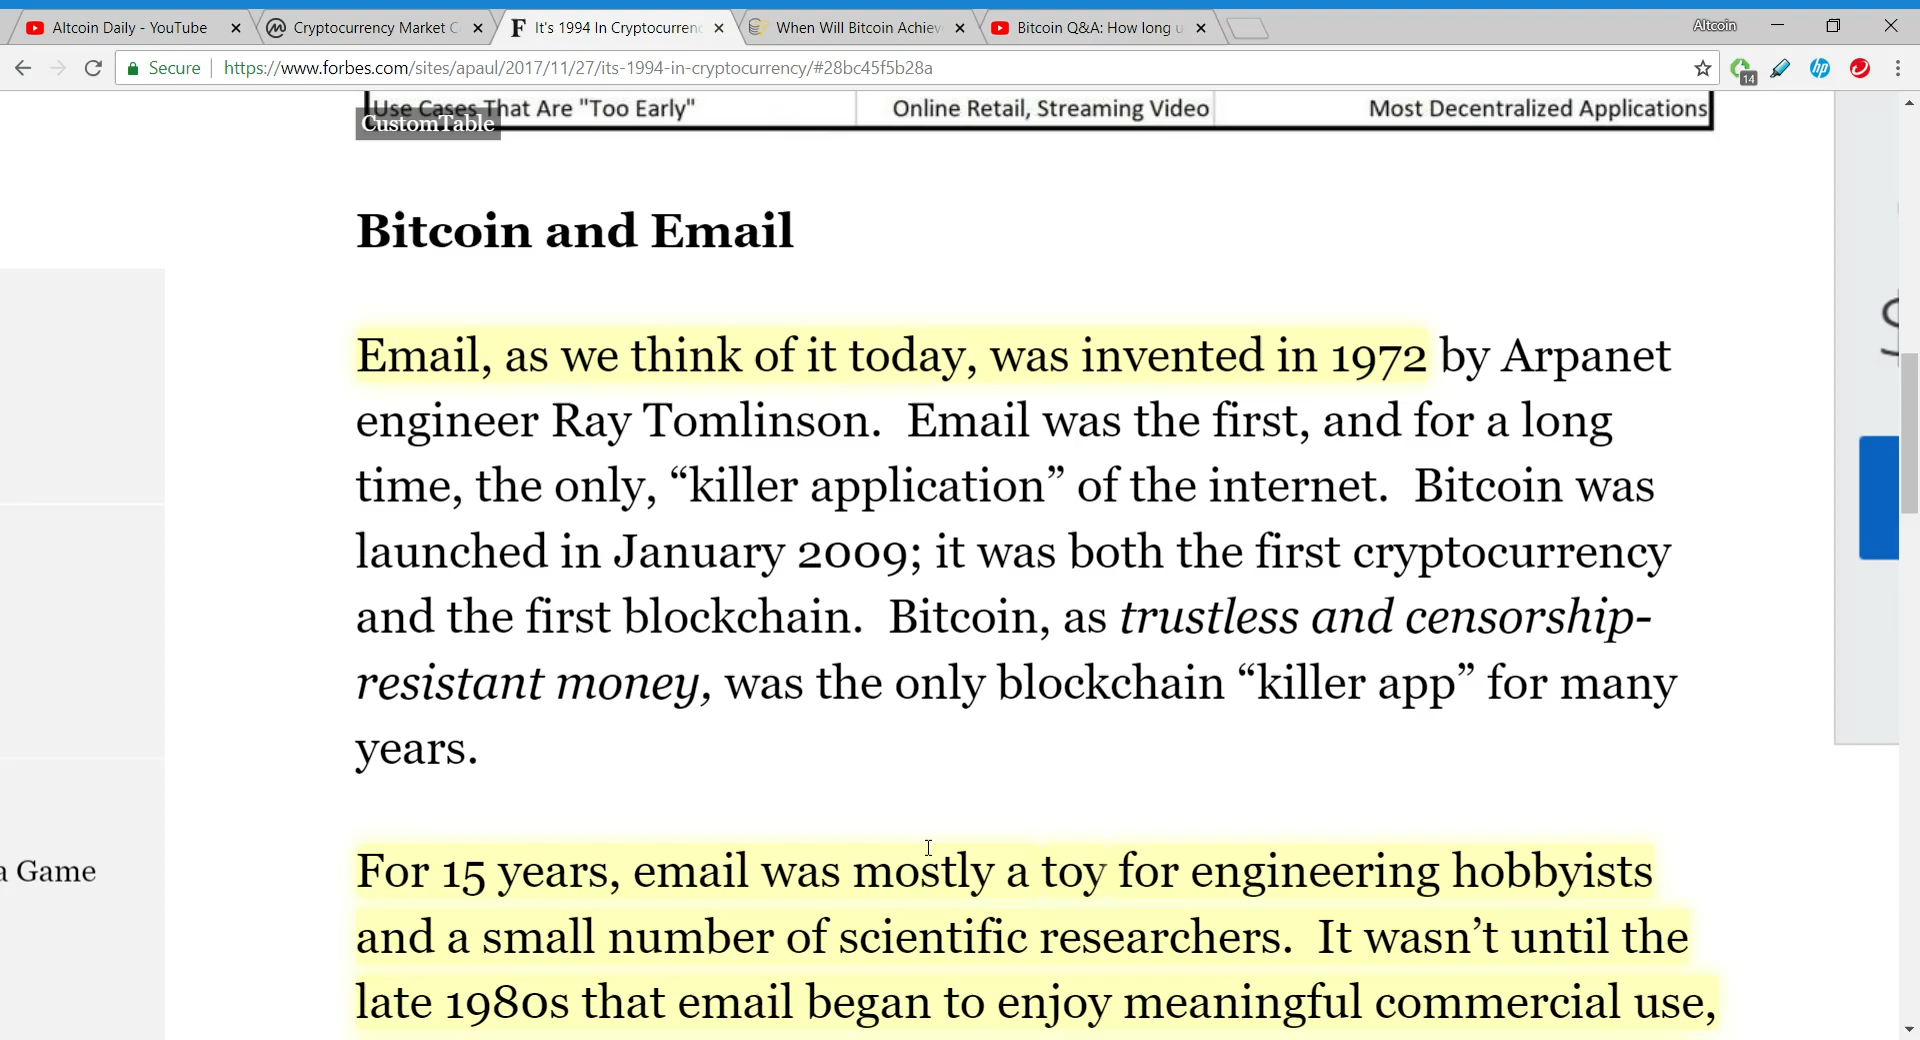 Altcoin Daily - YouTube
Cryptocurrency Market C
It's 1994 In Cryptocurren
When Will Bitcoin Achiev
Bitcoin Q&A: How long u
Altcoin
Secure
https://www.forbes.com/sites/apaul/2017/11/27/its-1994-in-cryptocurrency/#28bc45f5b28a
14
hp
Use Cases That Are "Too Early" Online Retail, Streaming Video Most Decentralized Applications
CustomTable
Bitcoin and Email
Email, as we think of it today, was invented in 1972 by Arpanet
engineer Ray Tomlinson. Email was the first, and for a long
time, the only, “killer application” of the internet. Bitcoin was
launched in January 2009; it was both the first cryptocurrency
and the first blockchain. Bitcoin, as trustless and censorship-
resistant money, was the only blockchain “killer app” for many
years.
a Game
For 15 years, email was mostly a toy for engineering hobbyists
and a small number of scientific researchers. It wasn’t until the
late 1980s that email began to enjoy meaningful commercial use,